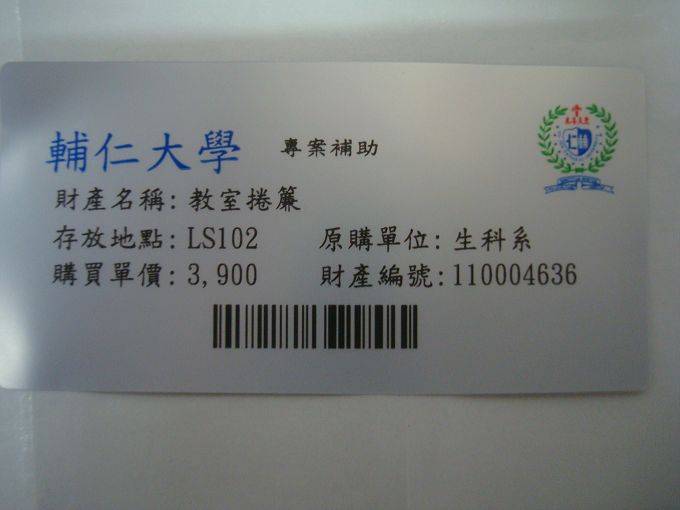 輔仁大學 專案補助
財產名稱: 教室捲簾
存放地點: LS102 原購單位: 生科系
購買單價: 3,900 財產編號: 110004636